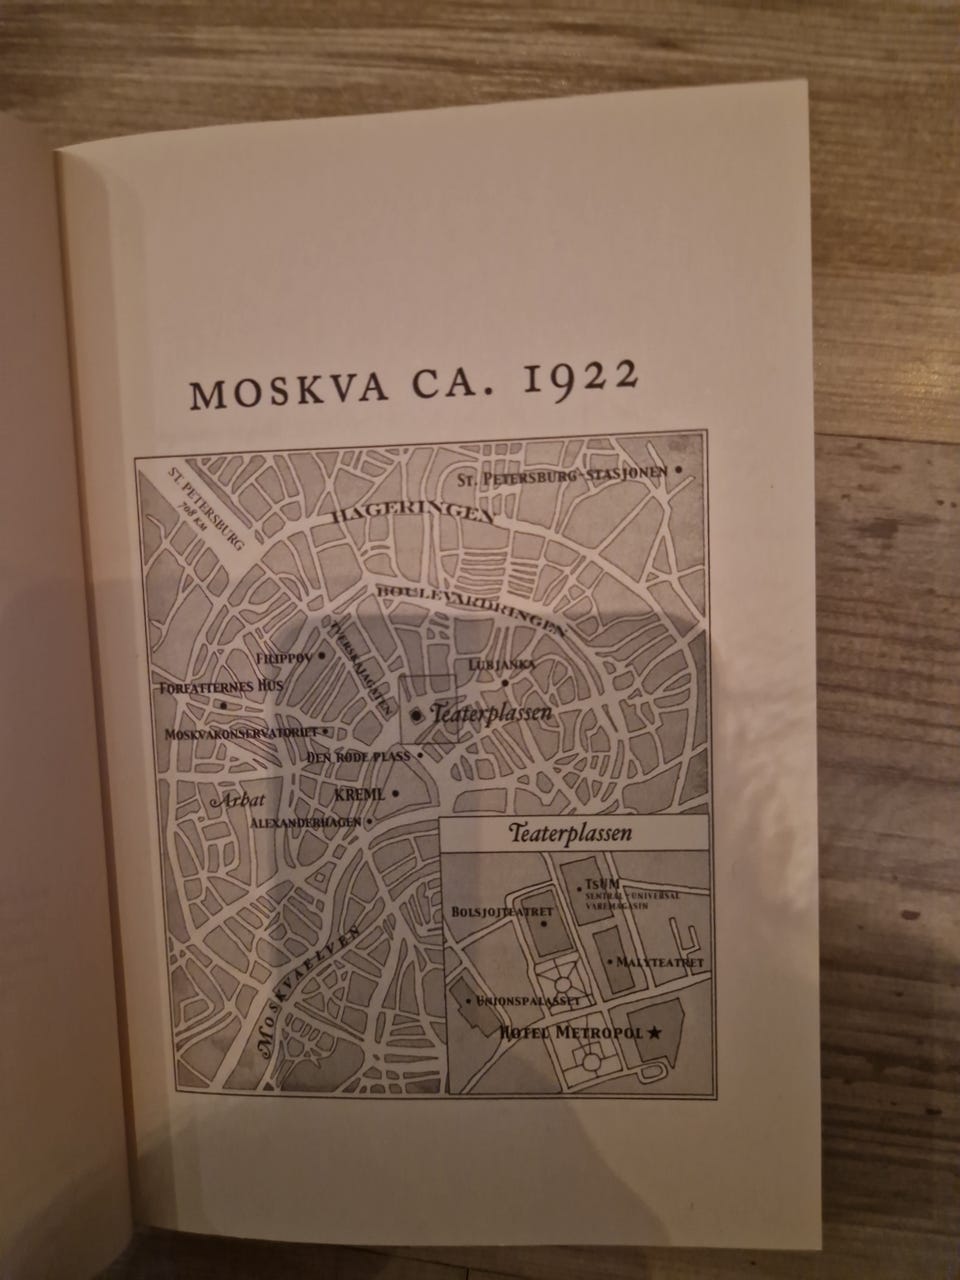 MOSKVA CA. 1922
ST. PETERSBURG
708 KM
ST. PETERSBURG-STASJONEN
HAGERINGEN
BOULEVARDRINGEN
TVERSKAJAGATEN
FILIPPOV
LUBJANKA
FORFATTERNES HUS
Teaterplassen
MOSKVAKONSERVATORIET
DEN RØDE PLASS
KREML
Arbat
ALEXANDERHAGEN
MOSKVAELVEN
Teaterplassen
TSUM
SENTRAL-UNIVERSAL
VAREMAGASIN
BOLSJOJTEATRET
MALYTEATRET
UNIONSPALASSET
HOTEL METROPOL